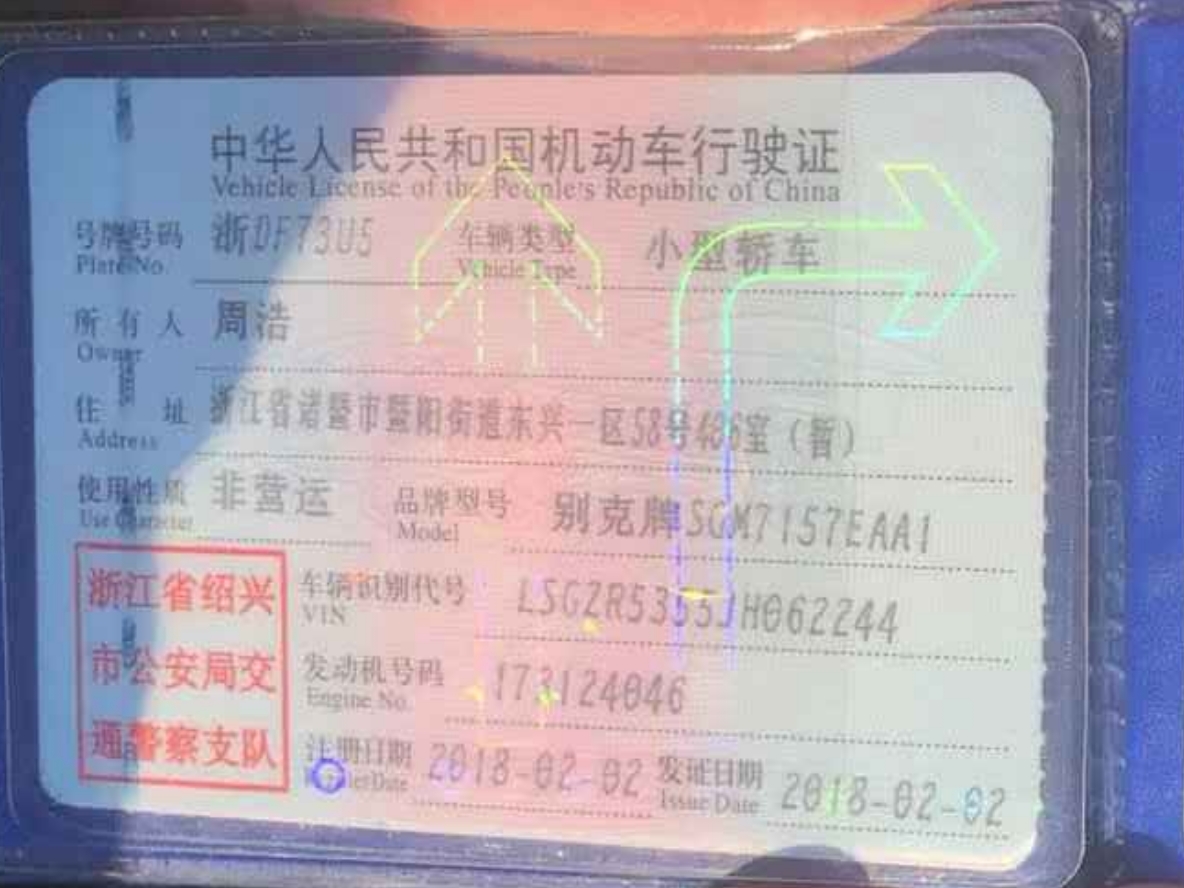 中华人民共和国机动车行驶证
Vehicle License of the People's Republic of China
号牌号码 浙DF73U5 车辆类型 小型轿车
Plate No. Vehicle Type
所有人 周浩
Owner
住址 浙江省诸暨市暨阳街道东兴一区58号486室（暂）
Address
使用性质 非营运 品牌型号 别克牌SGM7157EAA1
Use Character Model
浙江省绍兴 车辆识别代号 LSGZR5355JH062244
VIN
市公安局交 发动机号码 173124046
Engine No.
通警察支队 注册日期 2018-02-02 发证日期 2018-02-02
Issue Date